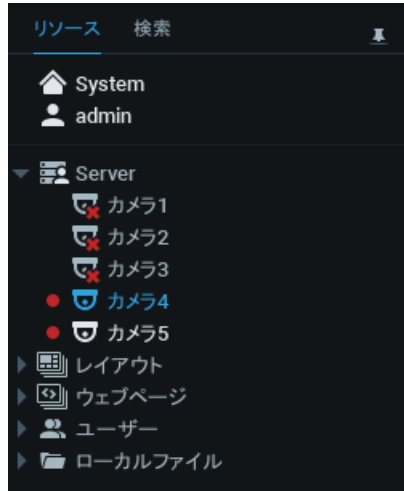 リソース 検索
System
admin
Server
カメラ1
カメラ2
カメラ3
カメラ4
カメラ5
レイアウト
ウェブページ
ユーザー
ローカルファイル